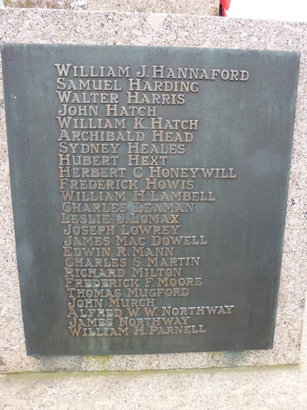 WILLIAM J. HANNAFORD
SAMUEL HARDING
WALTER HARRIS
JOHN HATCH
WILLIAM K. HATCH
ARCHIBALD HEAD
SYDNEY HEALES
HUBERT HEXT
HERBERT C. HONEYWILL
FREDERICK HOWIS
WILLIAM H. LAMBELL
CHARLES LEAMAN
LESLIE J. LOMAX
JOSEPH LOWREY
JAMES MAC DOWELL
EDWIN R. MANN
CHARLES S. MARTIN
RICHARD MILTON
FREDERICK F. MOORE
THOMAS MUGFORD
JOHN MURCH
ALFRED W. W. NORTHWAY
JAMES NORTHWAY
WILLIAM H. PARNELL